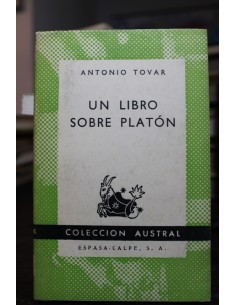 ANTONIO TOVAR
UN LIBRO
SOBRE PLATÓN
COLECCION AUSTRAL
ESPASA-CALPE, S. A.